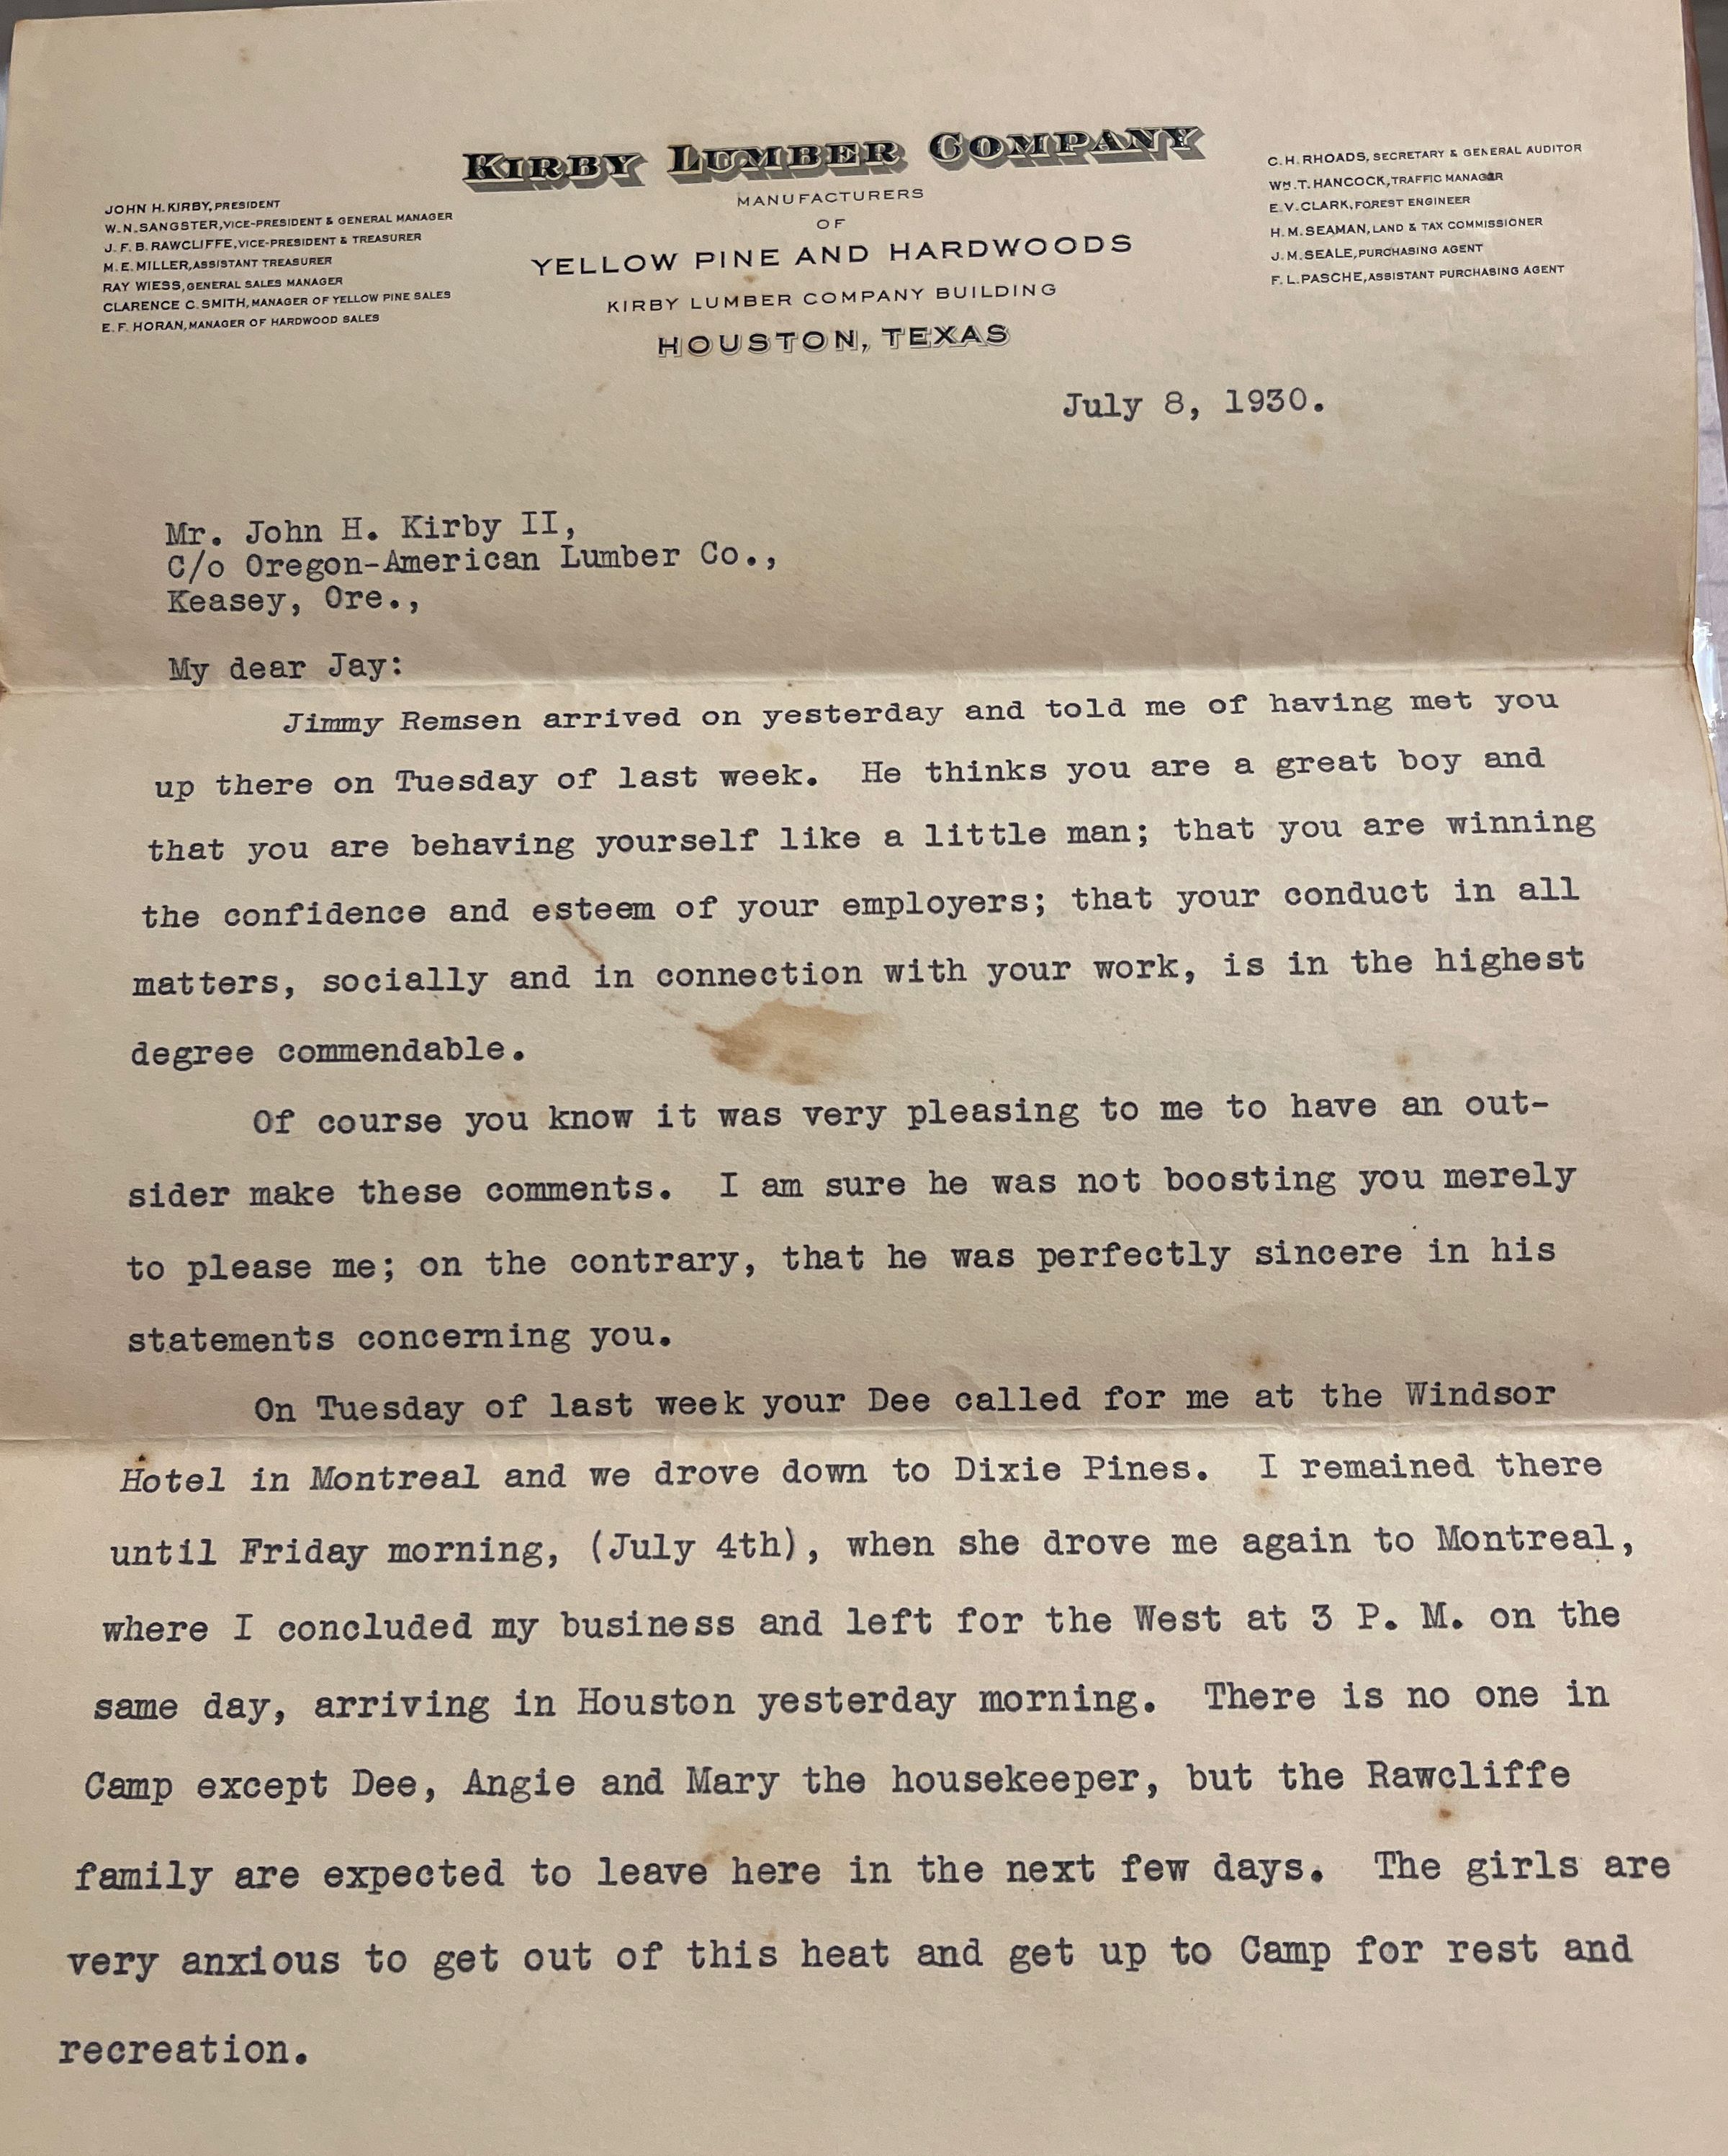 KIRBY LUMBER COMPANY
MANUFACTURERS
OF
YELLOW PINE AND HARDWOODS
KIRBY LUMBER COMPANY BUILDING
HOUSTON, TEXAS
JOHN H. KIRBY, PRESIDENT
W. N. SANGSTER, VICE-PRESIDENT & GENERAL MANAGER
J. F. B. RAWCLIFFE, VICE-PRESIDENT & TREASURER
M. E. MILLER, ASSISTANT TREASURER
RAY WIESS, GENERAL SALES MANAGER
CLARENCE C. SMITH, MANAGER OF YELLOW PINE SALES
E. F. HORAN, MANAGER OF HARDWOOD SALES
C. H. RHOADS, SECRETARY & GENERAL AUDITOR
WM. T. HANCOCK, TRAFFIC MANAGER
E. V. CLARK, FOREST ENGINEER
H. M. SEAMAN, LAND & TAX COMMISSIONER
J. M. SEALE, PURCHASING AGENT
F. L. PASCHE, ASSISTANT PURCHASING AGENT
July 8, 1930.
Mr. John H. Kirby II,
C/o Oregon-American Lumber Co.,
Keasey, Ore.,
My dear Jay:
Jimmy Remsen arrived on yesterday and told me of having met you
up there on Tuesday of last week. He thinks you are a great boy and
that you are behaving yourself like a little man; that you are winning
the confidence and esteem of your employers; that your conduct in all
matters, socially and in connection with your work, is in the highest
degree commendable.
Of course you know it was very pleasing to me to have an out-
sider make these comments. I am sure he was not boosting you merely
to please me; on the contrary, that he was perfectly sincere in his
statements concerning you.
On Tuesday of last week your Dee called for me at the Windsor
Hotel in Montreal and we drove down to Dixie Pines. I remained there
until Friday morning, (July 4th), when she drove me again to Montreal,
where I concluded my business and left for the West at 3 P. M. on the
same day, arriving in Houston yesterday morning. There is no one in
Camp except Dee, Angie and Mary the housekeeper, but the Rawcliffe
family are expected to leave here in the next few days. The girls are
very anxious to get out of this heat and get up to Camp for rest and
recreation.